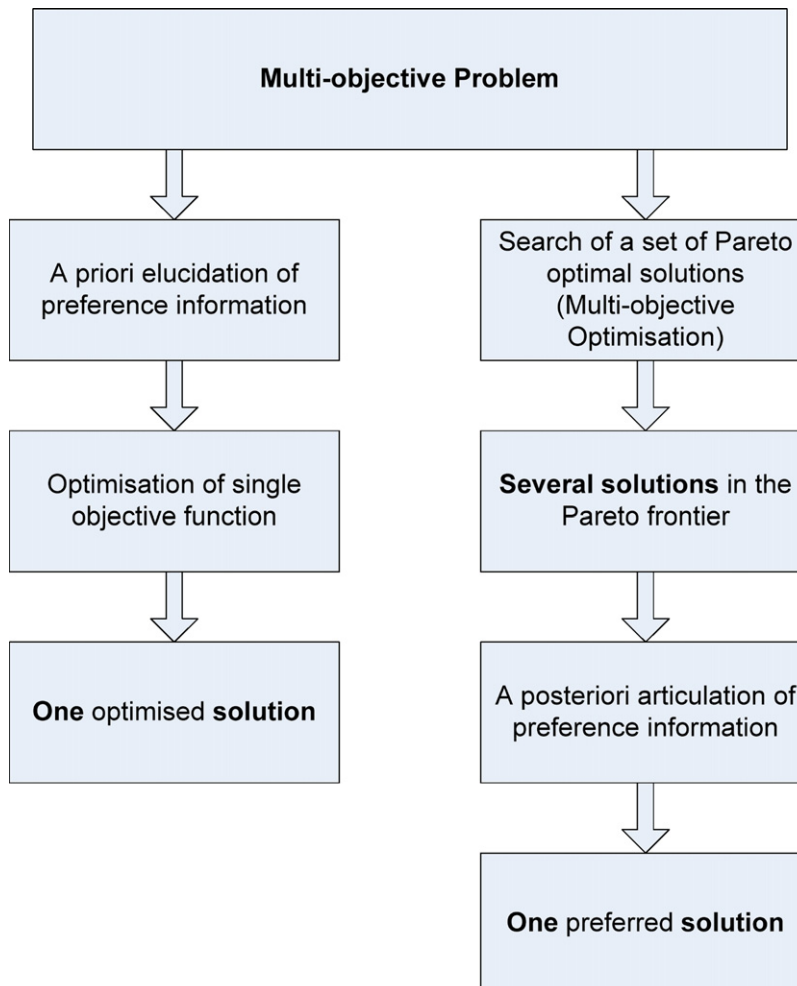 Multi-objective Problem
A priori elucidation of
preference information
Optimisation of single
objective function
One optimised solution
Search of a set of Pareto
optimal solutions
(Multi-objective
Optimisation)
Several solutions in the
Pareto frontier
A posteriori articulation of
preference information
One preferred solution